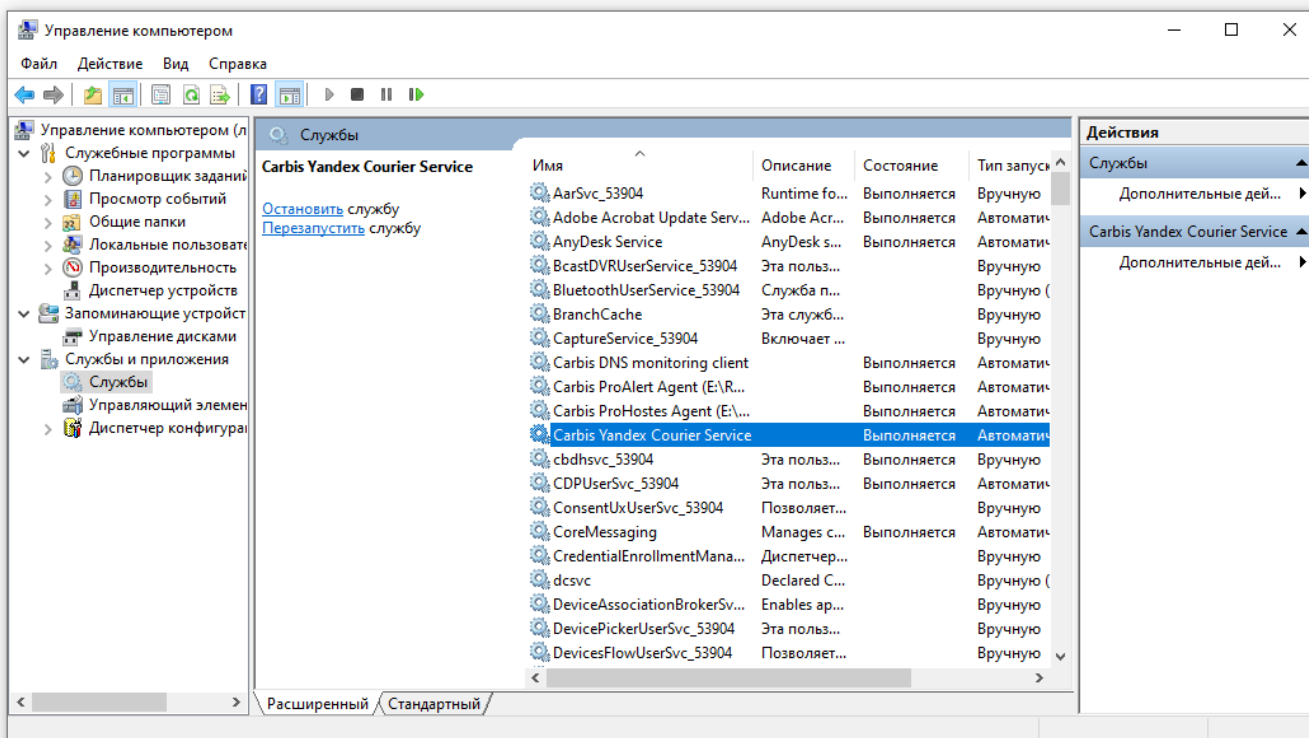 Управление компьютером
Файл Действие Вид Справка
Управление компьютером (л
Служебные программы
Планировщик заданий
Просмотр событий
Общие папки
Локальные пользовате
Производительность
Диспетчер устройств
Запоминающие устройст
Управление дисками
Службы и приложения
Службы
Управляющий элемен
Диспетчер конфигура
Службы
Carbis Yandex Courier Service
Остановить службу
Перезапустить службу
Имя Описание Состояние Тип запуск
AarSvc_53904 Runtime fo... Выполняется Вручную
Adobe Acrobat Update Serv... Adobe Acr... Выполняется Автоматич
AnyDesk Service AnyDesk s... Выполняется Автоматич
BcastDVRUserService_53904 Эта польз... Вручную
BluetoothUserService_53904 Служба п... Вручную (
BranchCache Эта служб... Вручную
CaptureService_53904 Включает ... Вручную
Carbis DNS monitoring client Выполняется Автоматич
Carbis ProAlert Agent (E:\R... Выполняется Автоматич
Carbis ProHostes Agent (E:\... Выполняется Автоматич
Carbis Yandex Courier Service Выполняется Автоматич
cbdhsvc_53904 Эта польз... Выполняется Вручную
CDPUserSvc_53904 Эта польз... Выполняется Автоматич
ConsentUxUserSvc_53904 Позволяет... Вручную
CoreMessaging Manages c... Выполняется Автоматич
CredentialEnrollmentMana... Диспетчер... Вручную
dcsvc Declared C... Вручную (
DeviceAssociationBrokerSv... Enables ap... Вручную
DevicePickerUserSvc_53904 Эта польз... Вручную
DevicesFlowUserSvc_53904 Позволяет... Вручную
Расширенный Стандартный
Действия
Службы
Дополнительные дей...
Carbis Yandex Courier Service
Дополнительные дей...